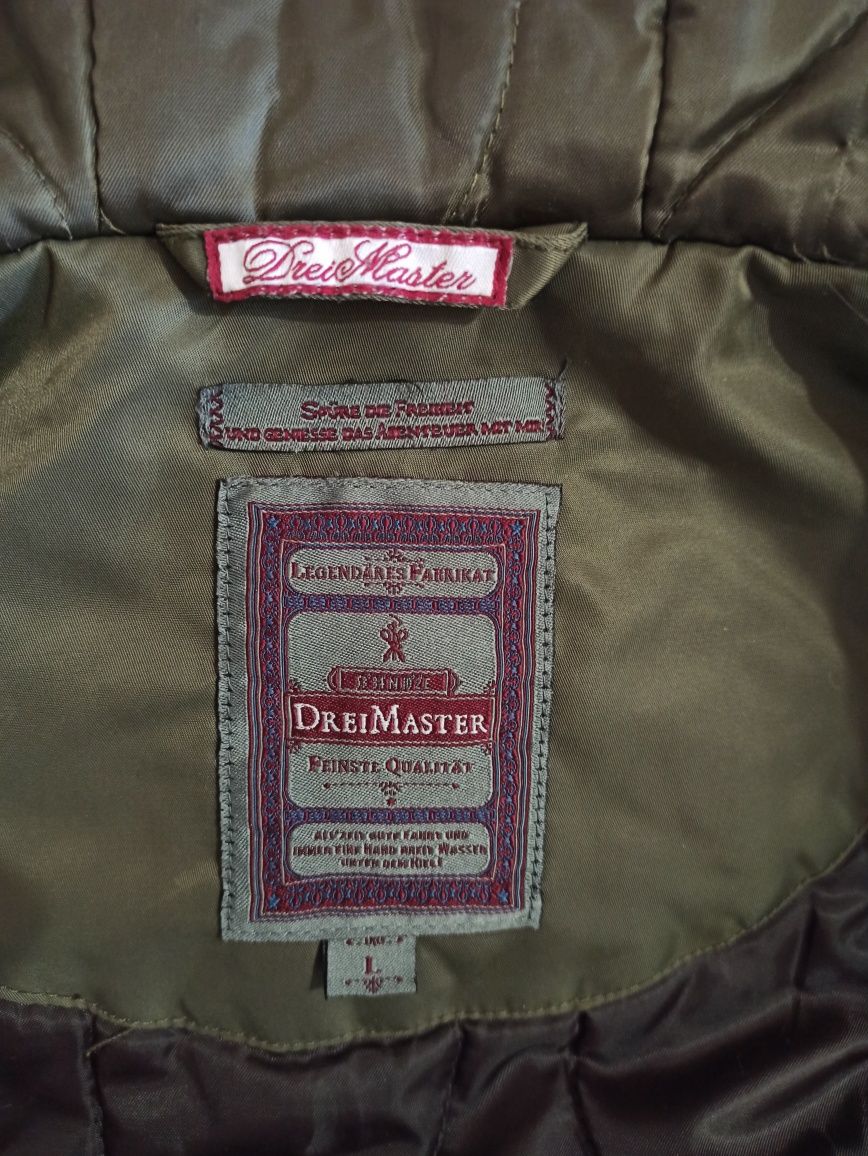 DreiMaster
SPÜRE DIE FREIHEIT
UND GENIESSE DAS ABENTEUER MIT MIR
LEGENDÄRES FABRIKAT
DREIMASTER
FEINSTE QUALITÄT
ALLZEIT GUTE FAHRT UND
IMMER EINE HAND BREIT WASSER
UNTER DEM KIEL!
L